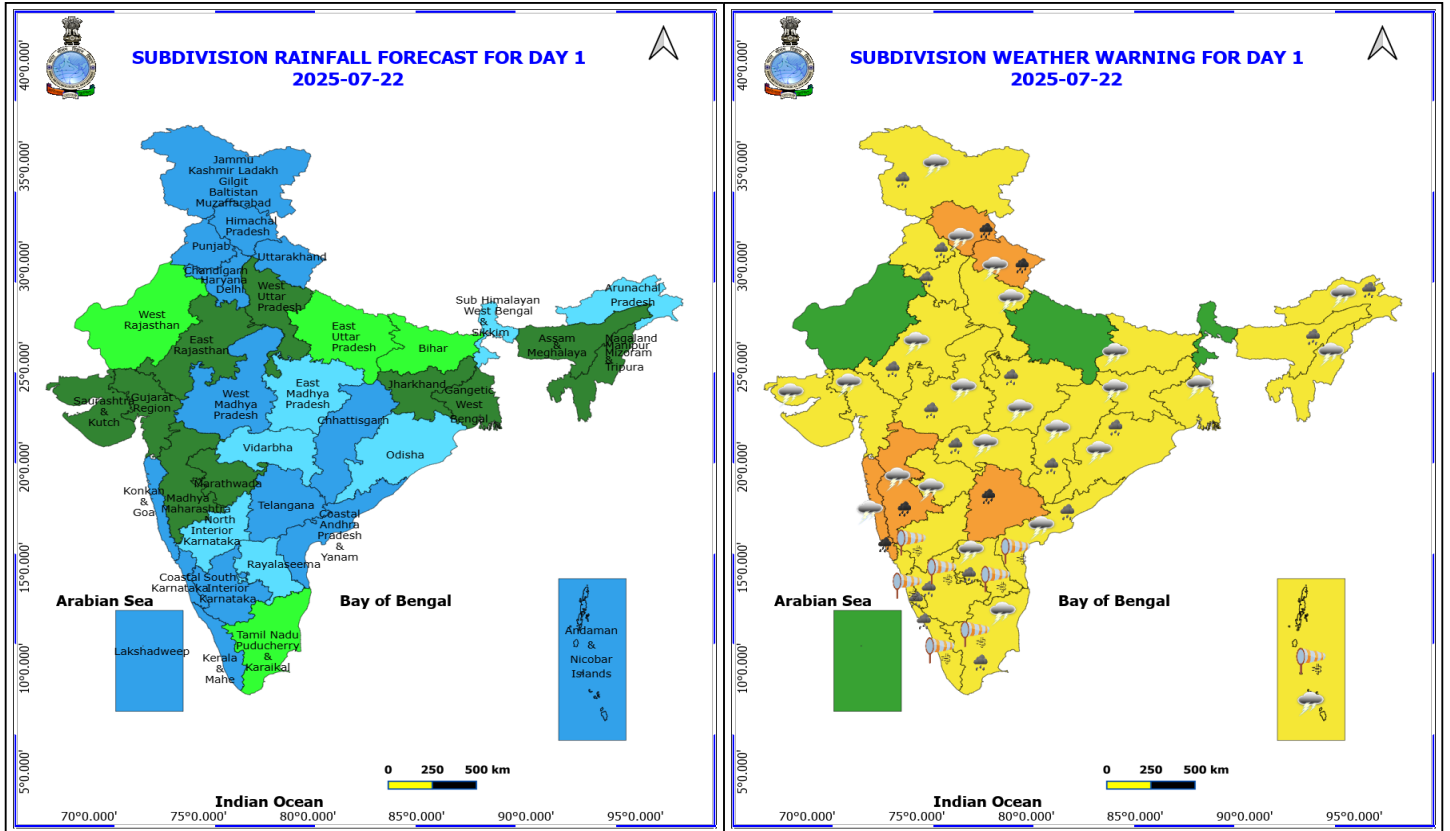 SUBDIVISION RAINFALL FORECAST FOR DAY 1
2025-07-22
40°0.000'
35°0.000'
30°0.000'
25°0.000'
20°0.000'
15°0.000'
10°0.000'
5°0.000'
Jammu
Kashmir Ladakh
Gilgit
Baltistan
Muzaffarabad
Himachal
Pradesh
Punjab
Uttarakhand
Chandigarh
Haryana
Delhi
West
Uttar
Pradesh
West
Rajasthan
East
Rajasthan
East
Uttar
Pradesh
Bihar
Sub Himalayan
West Bengal
&
Sikkim
Arunachal
Pradesh
Assam
&
Meghalaya
Nagaland
Manipur
Mizoram
&
Tripura
Saurashtra
&
Kutch
Gujarat
Region
West
Madhya
Pradesh
East
Madhya
Pradesh
Jharkhand
Gangetic
West
Bengal
Chhattisgarh
Vidarbha
Odisha
Konkan
&
Goa
Madhya
Maharashtra
Marathwada
Telangana
North
Interior
Karnataka
Coastal
Andhra
Pradesh
&
Yanam
Rayalaseema
Coastal
Karnataka
South
Interior
Karnataka
Tamil Nadu
Puducherry
&
Karaikal
Kerala
&
Mahe
Lakshadweep
Andaman
&
Nicobar
Islands
Arabian Sea
Bay of Bengal
0 250 500 km
Indian Ocean
70°0.000' 75°0.000' 80°0.000' 85°0.000' 90°0.000' 95°0.000'
SUBDIVISION WEATHER WARNING FOR DAY 1
2025-07-22
40°0.000'
35°0.000'
30°0.000'
25°0.000'
20°0.000'
15°0.000'
10°0.000'
5°0.000'
Arabian Sea
Bay of Bengal
0 250 500 km
Indian Ocean
70°0.000' 75°0.000' 80°0.000' 85°0.000' 90°0.000' 95°0.000'